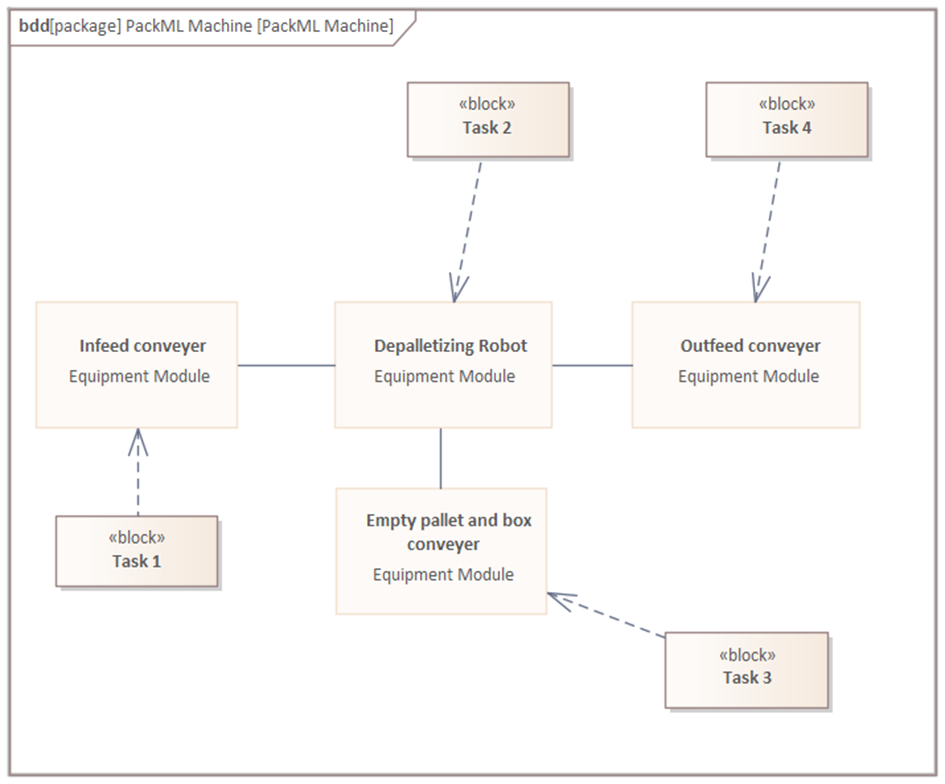 bdd[package] PackML Machine [PackML Machine]
«block»
Task 2
«block»
Task 4
Infeed conveyer
Equipment Module
Depalletizing Robot
Equipment Module
Outfeed conveyer
Equipment Module
«block»
Task 1
Empty pallet and box
conveyer
Equipment Module
«block»
Task 3